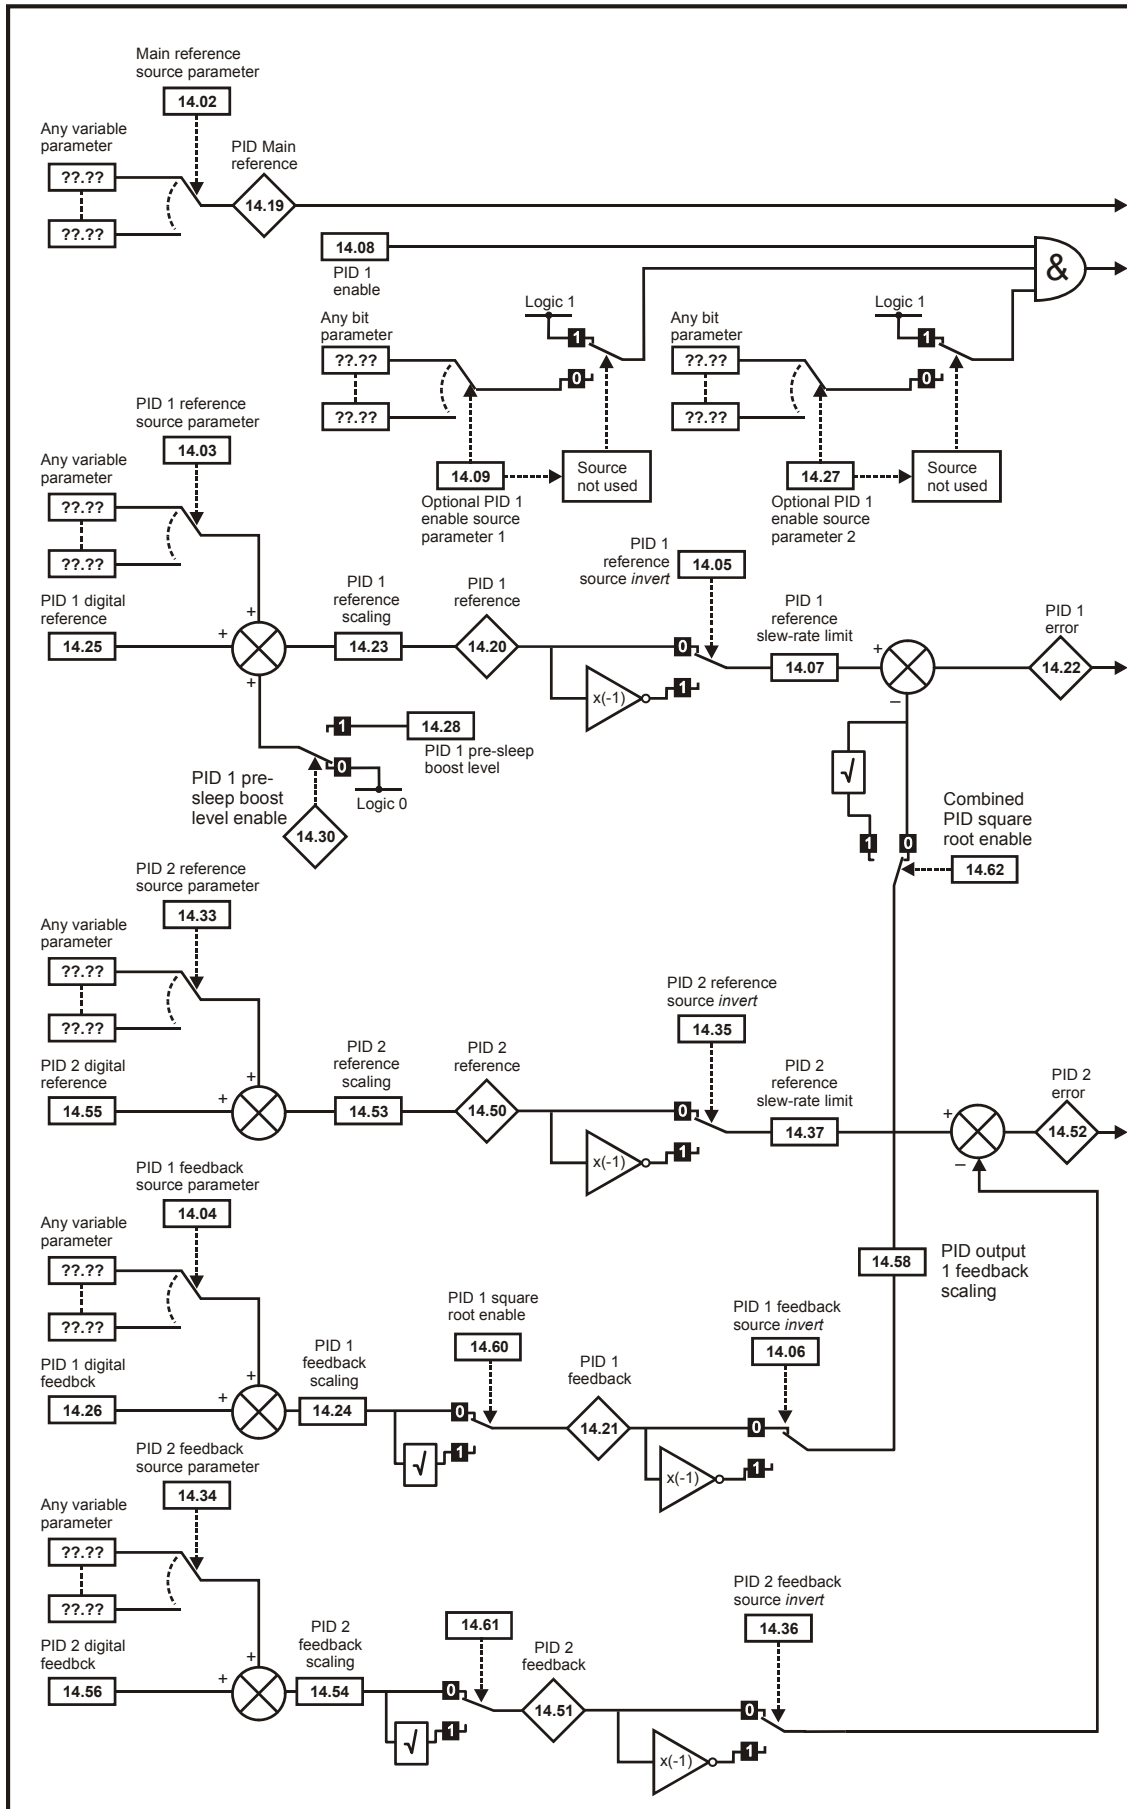 Main reference
source parameter
14.02
Any variable
parameter
??.??
??.??
PID Main
reference
14.19
14.08
PID 1
enable
&
Logic 1
1
0
Any bit
parameter
??.??
??.??
14.09
Source
not used
Optional PID 1
enable source
parameter 1
Logic 1
1
0
Any bit
parameter
??.??
??.??
14.27
Source
not used
Optional PID 1
enable source
parameter 2
PID 1 reference
source parameter
14.03
Any variable
parameter
??.??
??.??
PID 1 digital
reference
14.25
+
+
+
PID 1
reference
scaling
14.23
PID 1
reference
14.20
PID 1
reference
source invert
14.05
0
x(-1)
1
PID 1
reference
slew-rate limit
14.07
+
–
PID 1
error
14.22
1
14.28
PID 1 pre-sleep
boost level
0
Logic 0
PID 1 pre-
sleep boost
level enable
14.30
√
1
0
Combined
PID square
root enable
14.62
PID 2 reference
source parameter
14.33
Any variable
parameter
??.??
??.??
PID 2 digital
reference
14.55
+
+
PID 2
reference
scaling
14.53
PID 2
reference
14.50
PID 2 reference
source invert
14.35
0
x(-1)
1
PID 2
reference
slew-rate limit
14.37
+
–
PID 2
error
14.52
PID 1 feedback
source parameter
14.04
Any variable
parameter
??.??
??.??
PID 1 digital
feedbck
14.26
+
+
PID 1
feedback
scaling
14.24
PID 1 square
root enable
14.60
0
√
1
PID 1
feedback
14.21
PID 1 feedback
source invert
14.06
0
x(-1)
1
14.58
PID output
1 feedback
scaling
PID 2 feedback
source parameter
14.34
Any variable
parameter
??.??
??.??
PID 2 digital
feedbck
14.56
+
+
PID 2
feedback
scaling
14.54
14.61
0
√
1
PID 2
feedback
14.51
PID 2 feedback
source invert
14.36
0
x(-1)
1